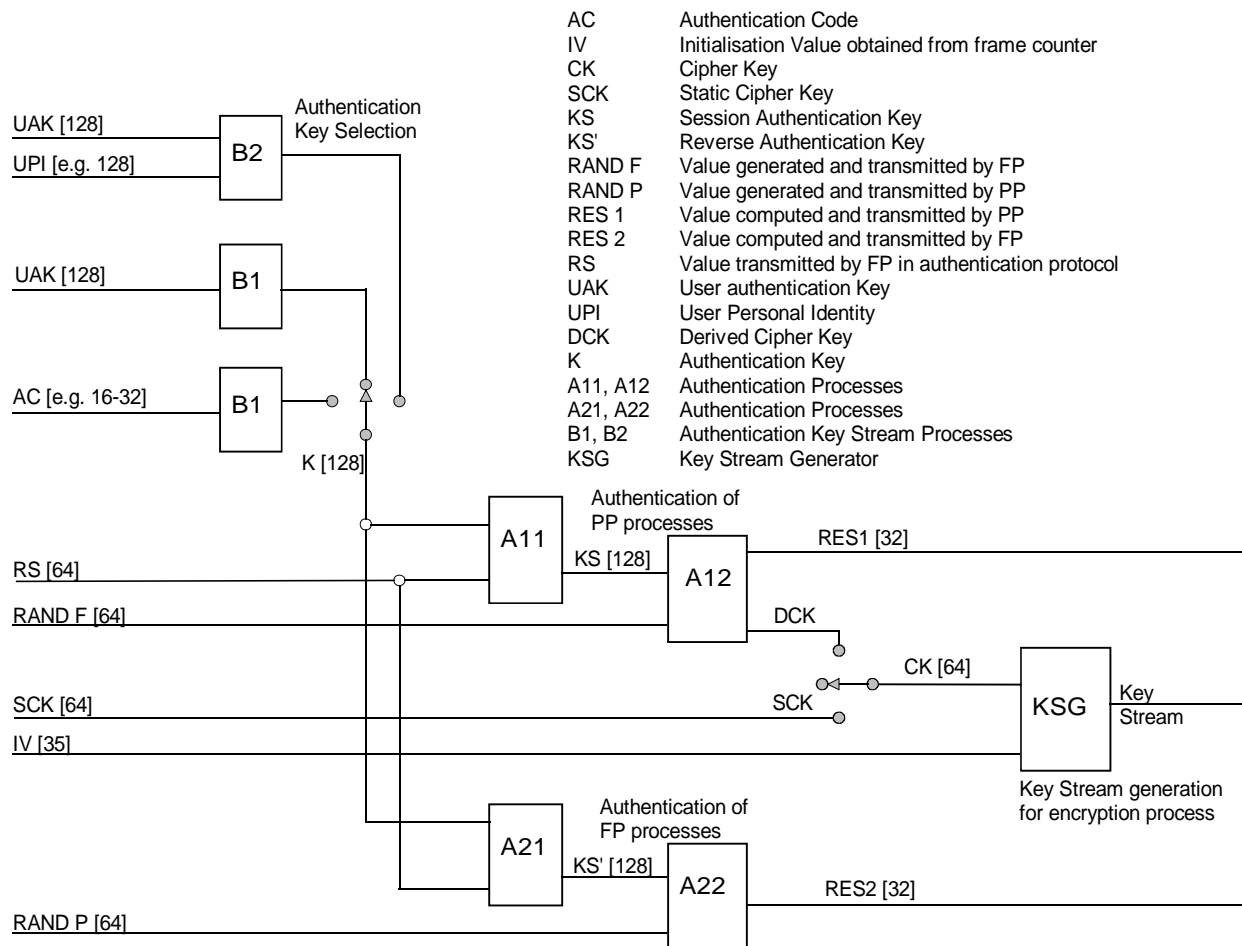 AC Authentication Code
IV Initialisation Value obtained from frame counter
CK Cipher Key
SCK Static Cipher Key
KS Session Authentication Key
KS' Reverse Authentication Key
RAND F Value generated and transmitted by FP
RAND P Value generated and transmitted by PP
RES 1 Value computed and transmitted by PP
RES 2 Value computed and transmitted by FP
RS Value transmitted by FP in authentication protocol
UAK User authentication Key
UPI User Personal Identity
DCK Derived Cipher Key
K Authentication Key
A11, A12 Authentication Processes
A21, A22 Authentication Processes
B1, B2 Authentication Key Stream Processes
KSG Key Stream Generator
Authentication
Key Selection
UAK [128]
UPI [e.g. 128]
B2
UAK [128]
B1
AC [e.g. 16-32]
B1
K [128]
Authentication of
PP processes
A11
KS [128]
A12
RES1 [32]
RS [64]
RAND F [64]
DCK
CK [64]
SCK [64]
SCK
KSG
Key
Stream
IV [35]
Key Stream generation
for encryption process
Authentication of
FP processes
A21
KS' [128]
A22
RES2 [32]
RAND P [64]